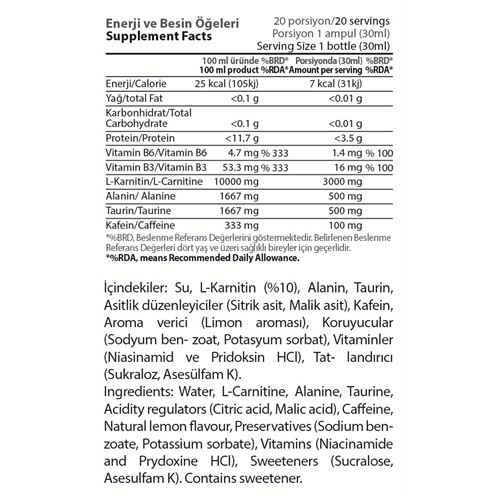 Enerji ve Besin Öğeleri 20 porsiyon/20 servings
Supplement Facts Porsiyon 1 ampul (30ml)
Serving Size 1 bottle (30ml)
100 ml üründe %BRD* Porsiyonda (30ml) %BRD*
100 ml product %RDA* Amount per serving %RDA*
Enerji/Calorie 25 kcal (105kj) 7 kcal (31kj)
Yağ/total Fat <0.1 g <0.01 g
Karbonhidrat/Total
Carbohydrate <0.1 g <0.01 g
Protein/Protein <11.7 g <3.5 g
Vitamin B6/Vitamin B6 4.7 mg % 333 1.4 mg % 100
Vitamin B3/Vitamin B3 53.3 mg % 333 16 mg % 100
L-Karnitin/L-Carnitine 10000 mg 3000 mg
Alanin/ Alanine 1667 mg 500 mg
Taurin/Taurine 1667 mg 500 mg
Kafein/Caffeine 333 mg 100 mg
*%BRD, Beslenme Referans Değerlerini göstermektedir. Belirlenen Beslenme
Referans Değerleri dört yaş ve üzeri sağlıklı bireyler için geçerlidir.
*%RDA, means Recommended Daily Allowance.
İçindekiler: Su, L-Karnitin (%10), Alanin, Taurin,
Asitlik düzenleyiciler (Sitrik asit, Malik asit), Kafein,
Aroma verici (Limon aroması), Koruyucular
(Sodyum ben- zoat, Potasyum sorbat), Vitaminler
(Niasinamid ve Pridoksin HCl), Tat- landırıcı
(Sukraloz, Asesülfam K).
Ingredients: Water, L-Carnitine, Alanine, Taurine,
Acidity regulators (Citric acid, Malic acid), Caffeine,
Natural lemon flavour, Preservatives (Sodium ben-
zoate, Potassium sorbate), Vitamins (Niacinamide
and Prydoxine HCl), Sweeteners (Sucralose,
Asesulfam K). Contains sweetener.